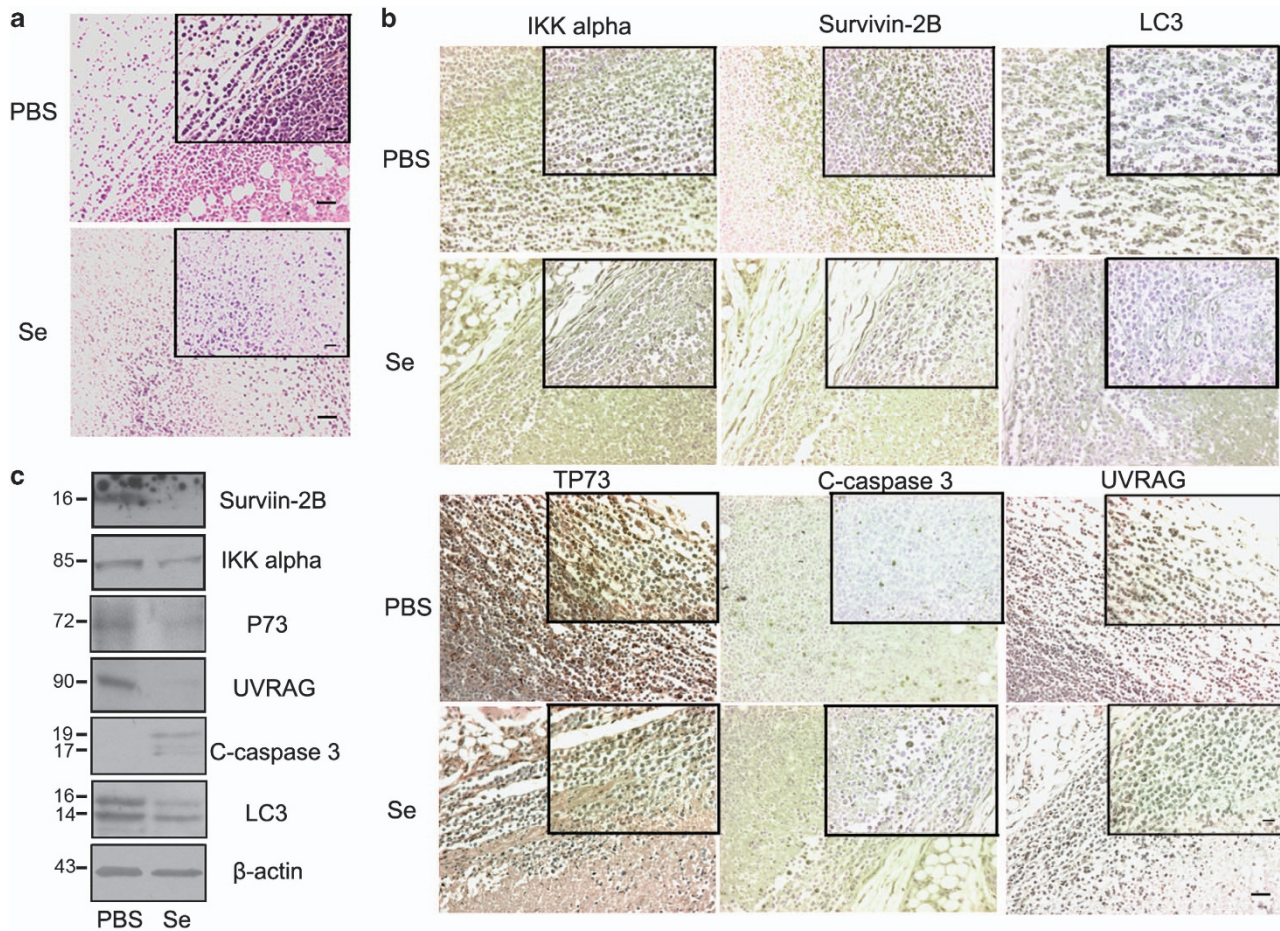 a
PBS
Se
b
IKK alpha Survivin-2B LC3
PBS
Se
TP73 C-caspase 3 UVRAG
PBS
Se
c
16 Surviin-2B
85 IKK alpha
72 P73
90 UVRAG
19
17 C-caspase 3
16
14 LC3
43 β-actin
PBS Se